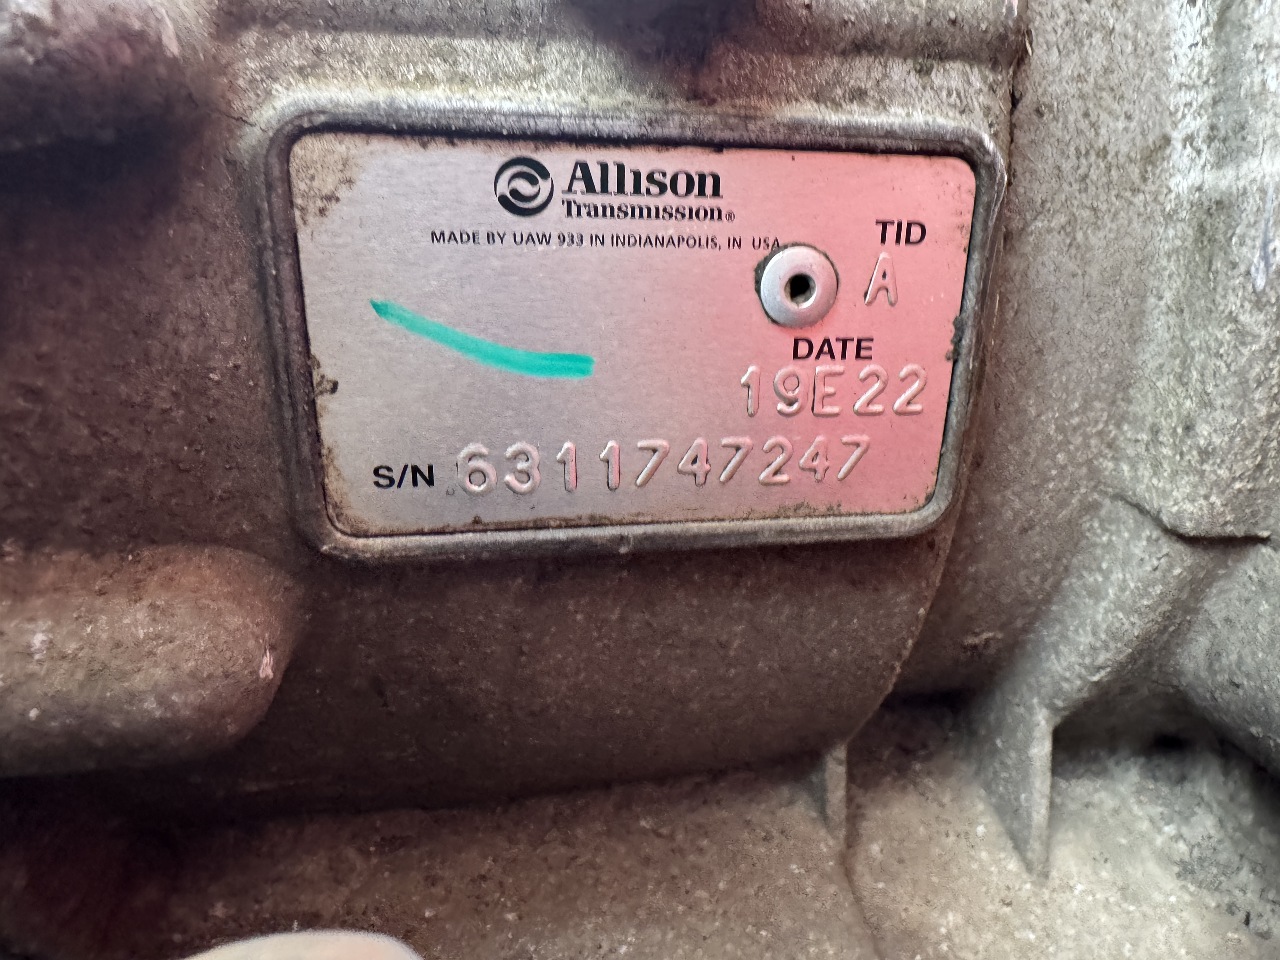 Allison
Transmission®
MADE BY UAW 933 IN INDIANAPOLIS, IN USA
TID
A
DATE
19E22
S/N 6311747247